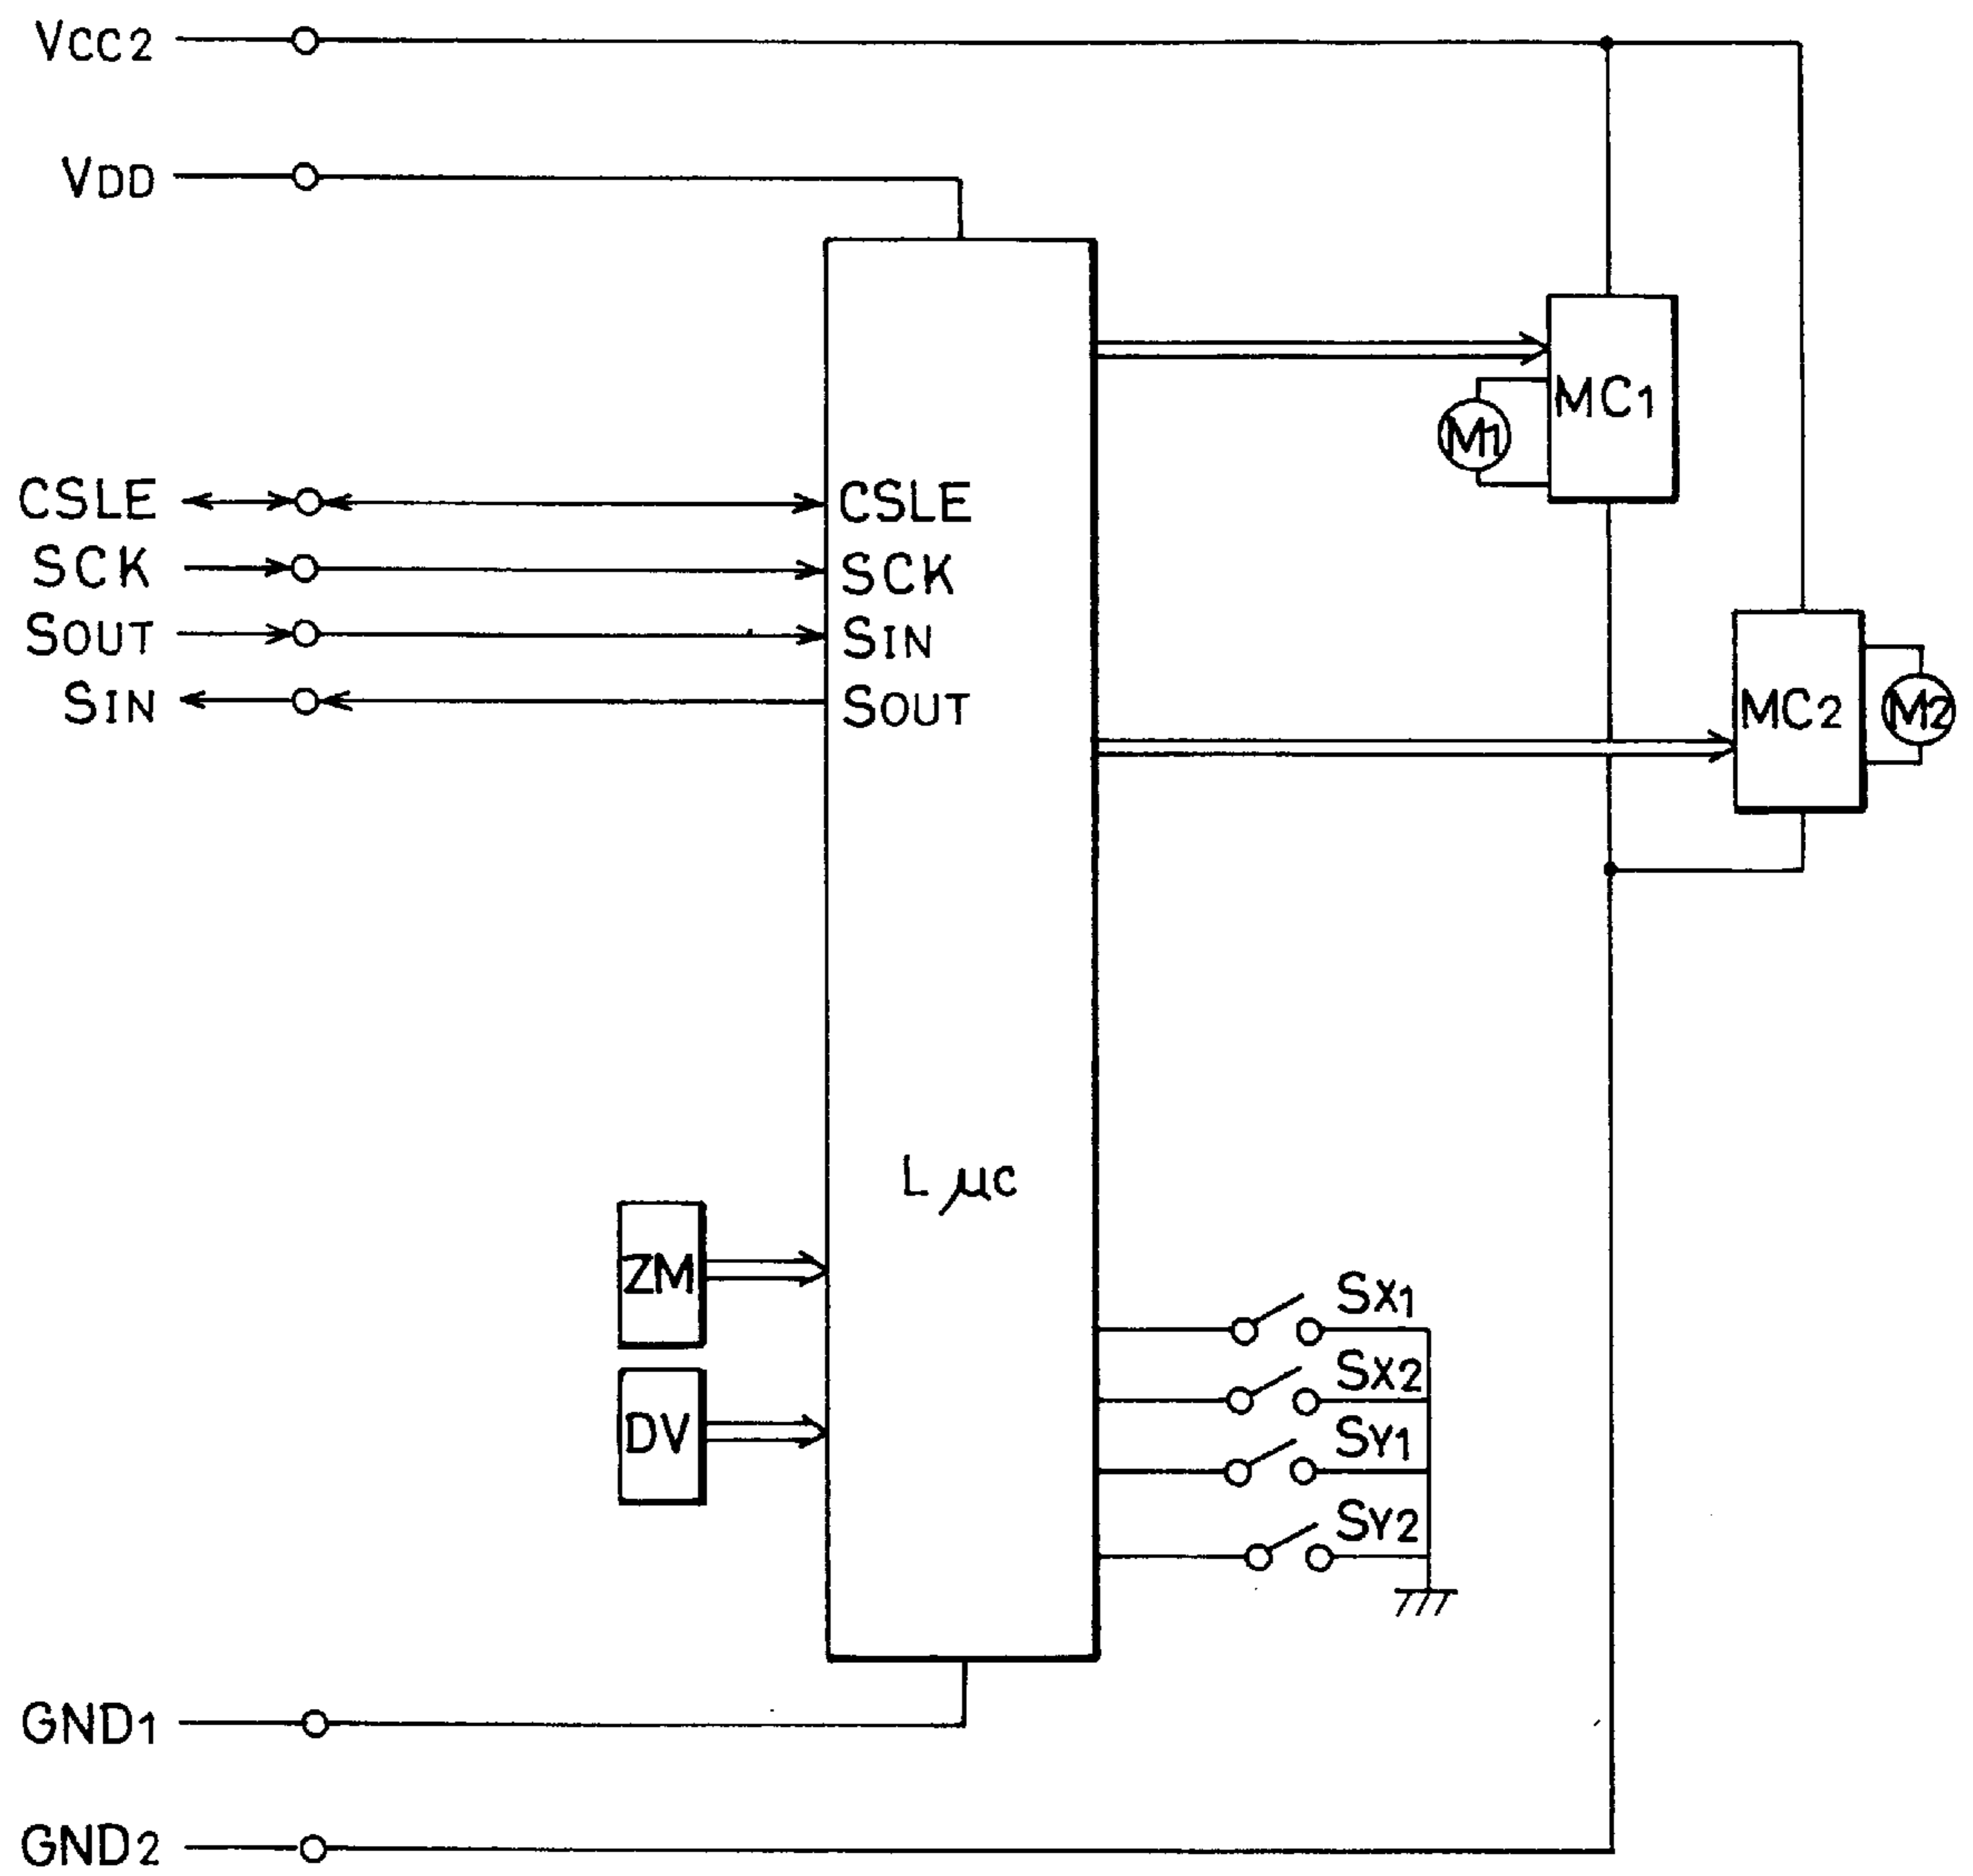 VCC2
VDD
MC1
M1
CSLE CSLE
SCK SCK
SOUT SIN
SIN SOUT
MC2 M2
LμC
ZM
SX1
SX2
DV
SY1
SY2
GND1
GND2